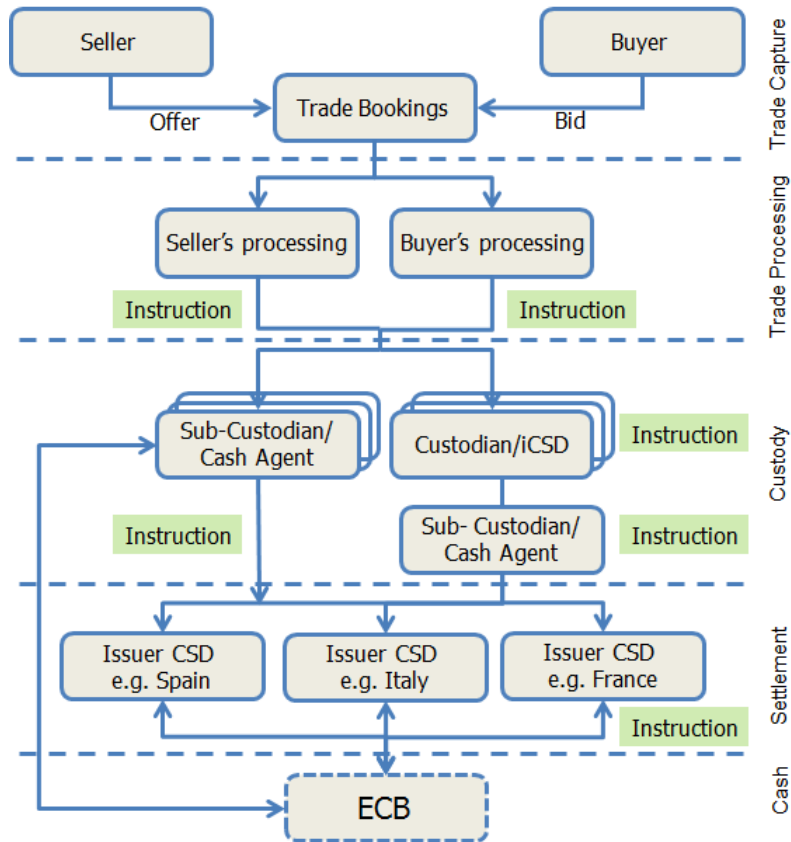 Seller
Buyer
Trade Capture
Trade Bookings
Offer
Bid
Seller's processing
Buyer's processing
Trade Processing
Instruction
Instruction
Sub-Custodian/
Cash Agent
Custodian/iCSD
Instruction
Custody
Instruction
Sub- Custodian/
Cash Agent
Instruction
Issuer CSD
e.g. Spain
Issuer CSD
e.g. Italy
Issuer CSD
e.g. France
Settlement
Instruction
ECB
Cash